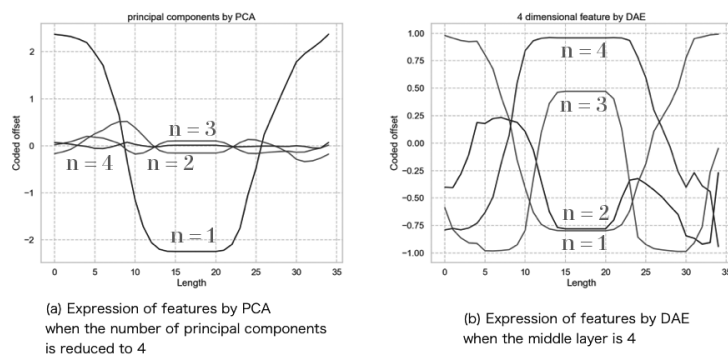 principal components by PCA
2
1
0
−1
−2
Coded offset
n = 3
n = 4
n = 2
n = 1
0 5 10 15 20 25 30 35
Length
(a) Expression of features by PCA
when the number of principal components
is reduced to 4
4 dimensional feature by DAE
1.00
0.75
0.50
0.25
0.00
−0.25
−0.50
−0.75
−1.00
Coded offset
n = 4
n = 3
n = 2
n = 1
0 5 10 15 20 25 30 35
Length
(b) Expression of features by DAE
when the middle layer is 4